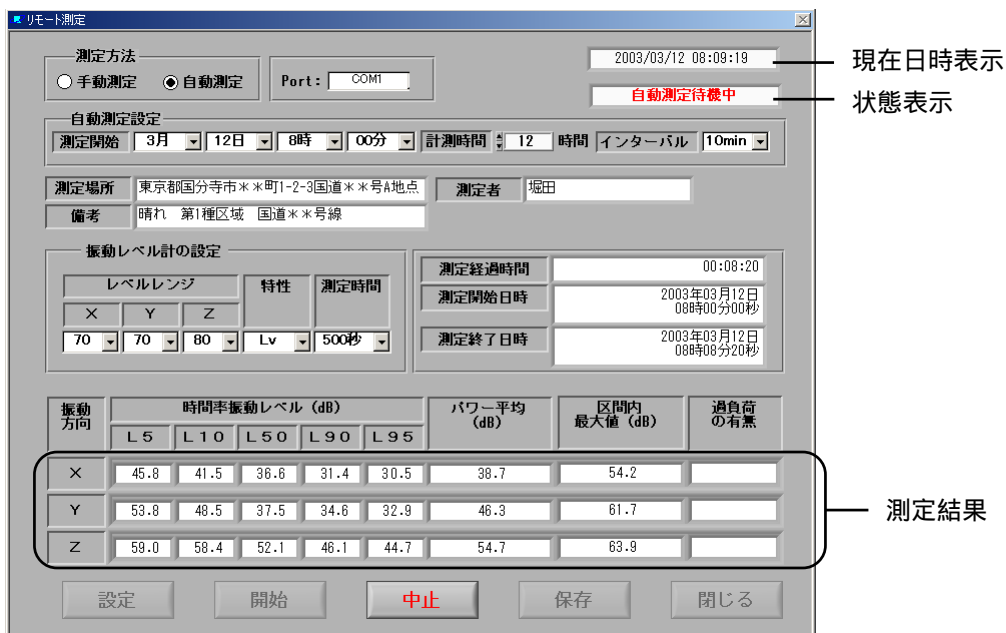 リモート測定
測定方法
手動測定 自動測定
Port: COM1
2003/03/12 08:09:19
現在日時表示
自動測定待機中
状態表示
自動測定設定
測定開始 3月 12日 8時 00分 計測時間 12 時間 インターバル 10min
測定場所 東京都国分寺市**町1-2-3国道**号A地点 測定者 堀田
備考 晴れ 第1種区域 国道**号線
振動レベル計の設定
レベルレンジ 特性 測定時間
X Y Z
70 70 80 Lv 500秒
測定経過時間 00:08:20
測定開始日時 2003年03月12日
08時00分00秒
測定終了日時 2003年03月12日
08時08分20秒
振動方向 時間率振動レベル (dB) パワー平均 (dB) 区間内最大値 (dB) 過負荷の有無
L5 L10 L50 L90 L95
X 45.8 41.5 36.6 31.4 30.5 38.7 54.2
Y 53.8 48.5 37.5 34.6 32.9 46.3 61.7
Z 59.0 58.4 52.1 46.1 44.7 54.7 63.9
測定結果
設定 開始 中止 保存 閉じる